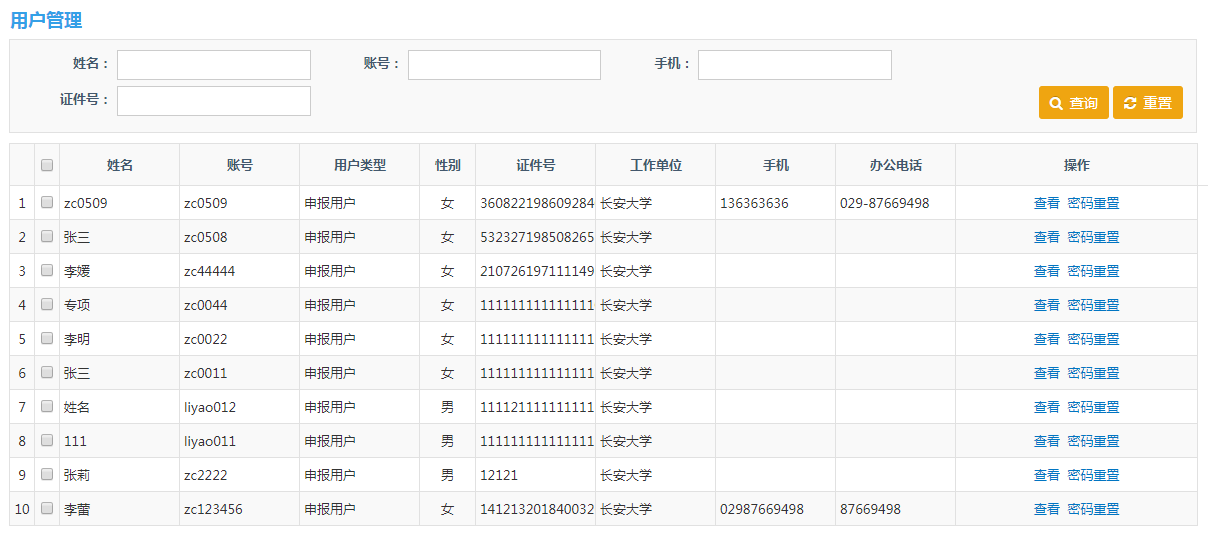 用户管理
姓名： 账号： 手机：
证件号： 查询 重置
姓名 账号 用户类型 性别 证件号 工作单位 手机 办公电话 操作
1 zc0509 zc0509 申报用户 女 360822198609284 长安大学 136363636 029-87669498 查看 密码重置
2 张三 zc0508 申报用户 女 532327198508265 长安大学 查看 密码重置
3 李嫒 zc44444 申报用户 女 210726197111149 长安大学 查看 密码重置
4 专项 zc0044 申报用户 女 111111111111111 长安大学 查看 密码重置
5 李明 zc0022 申报用户 女 111111111111111 长安大学 查看 密码重置
6 张三 zc0011 申报用户 女 111111111111111 长安大学 查看 密码重置
7 姓名 liyao012 申报用户 男 111121111111111 长安大学 查看 密码重置
8 111 liyao011 申报用户 男 111111111111111 长安大学 查看 密码重置
9 张莉 zc2222 申报用户 男 12121 长安大学 查看 密码重置
10 李蕾 zc123456 申报用户 女 141213201840032 长安大学 02987669498 87669498 查看 密码重置